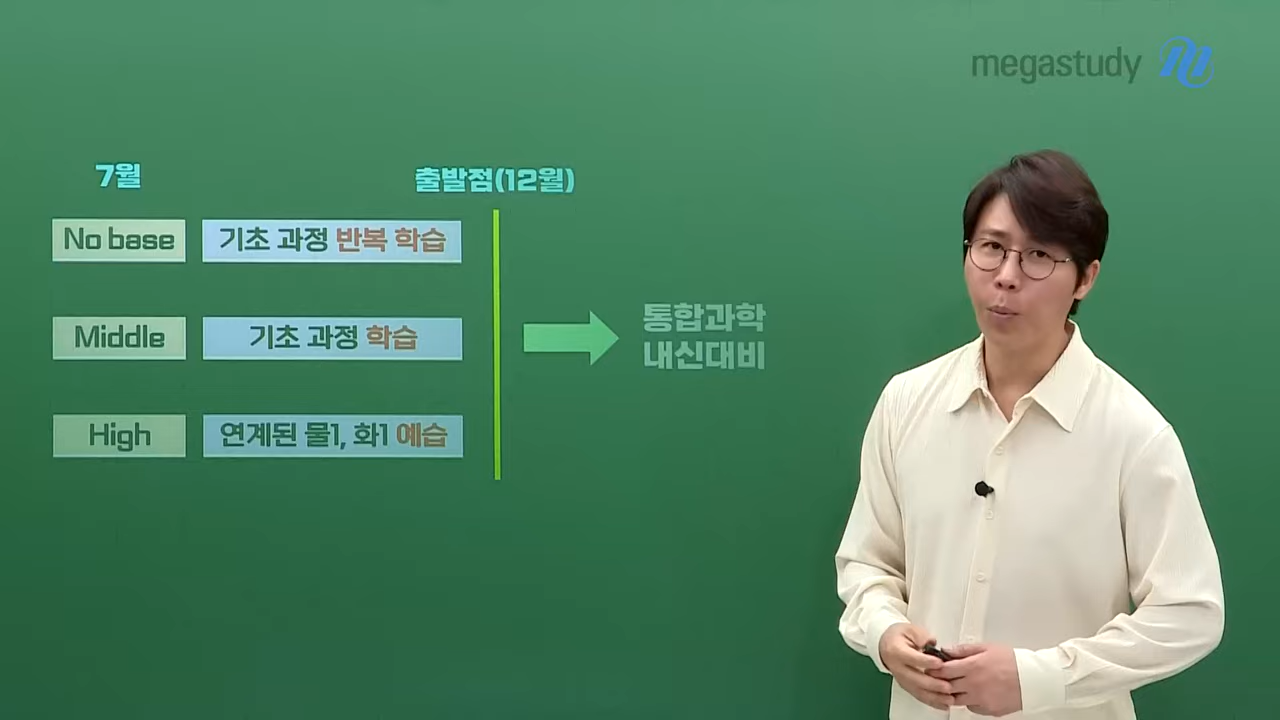 megastudy
7월
출발점(12월)
No base
기초 과정 반복 학습
Middle
기초 과정 학습
High
연계된 물1, 화1 예습
통합과학
내신대비